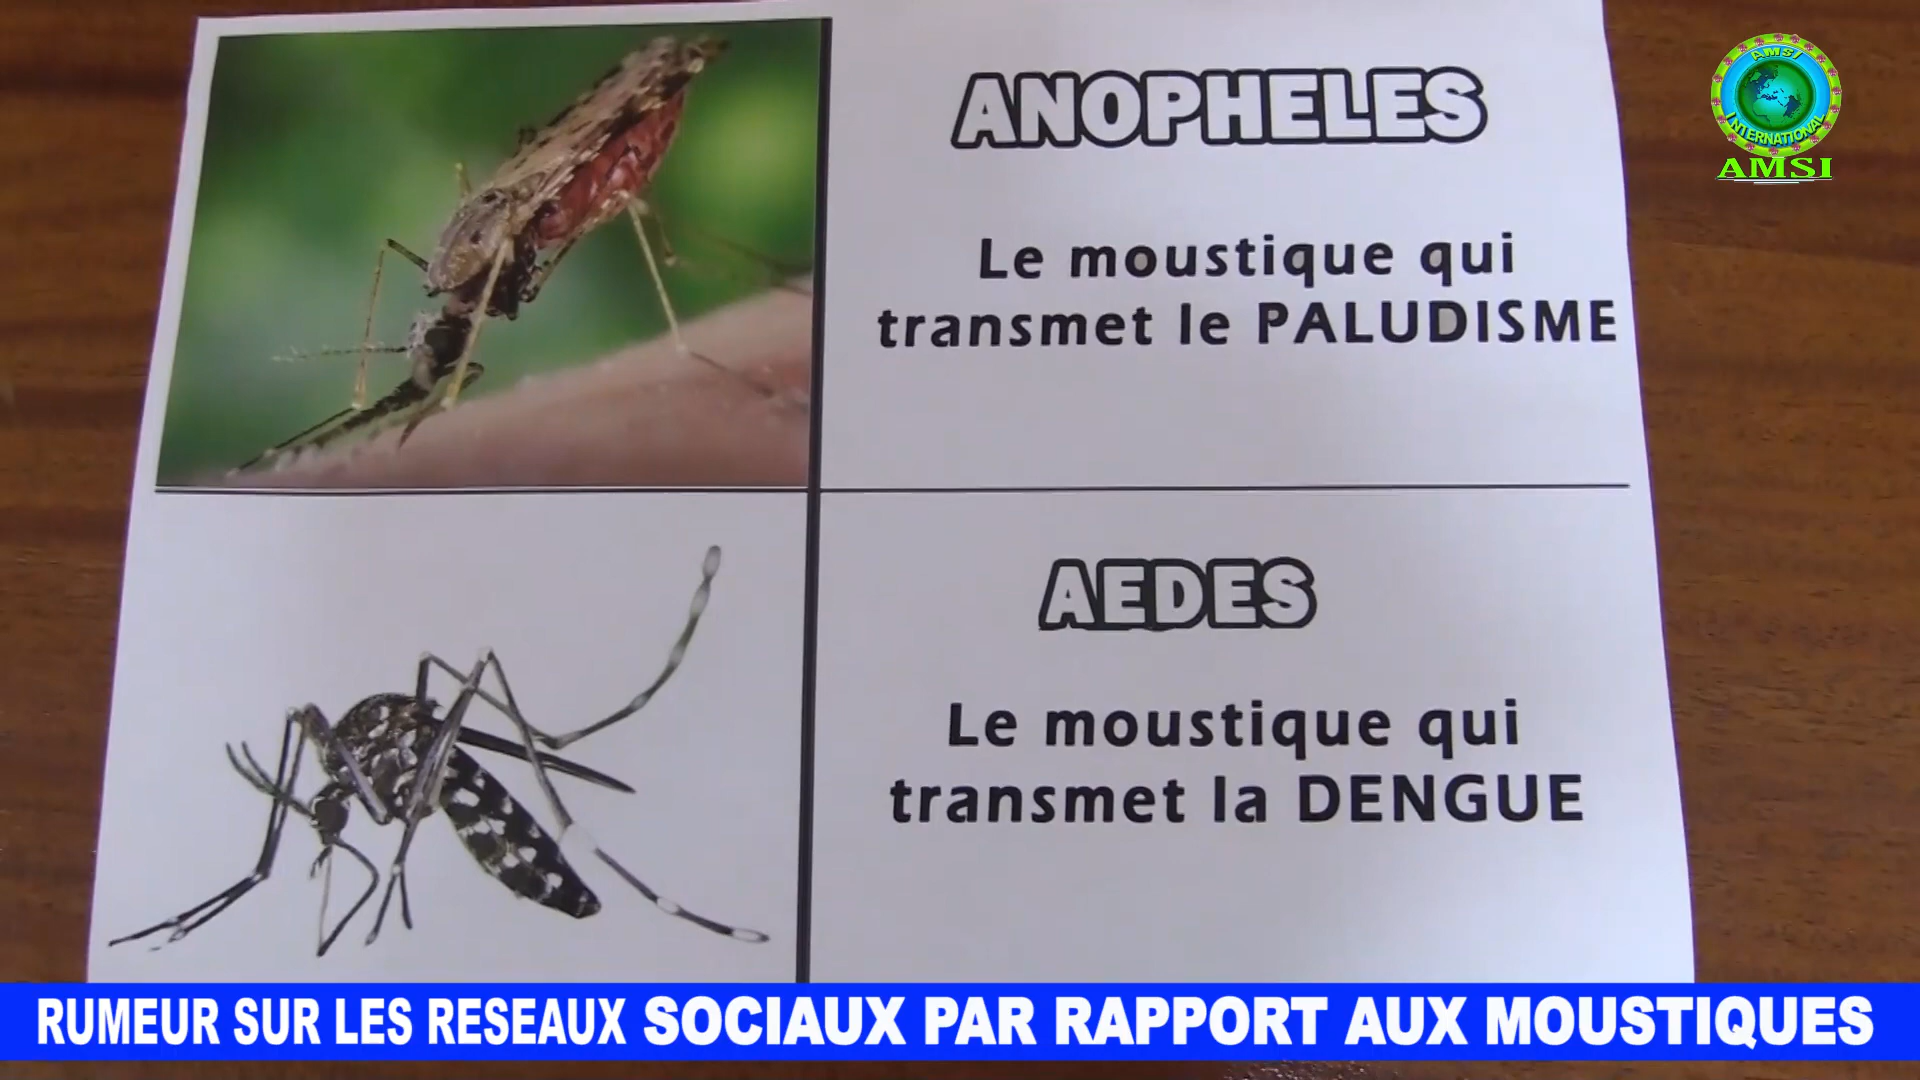 ANOPHELES
Le moustique qui
transmet le PALUDISME
AEDES
Le moustique qui
transmet la DENGUE
AMSI
INTERNATIONAL
AMSI
RUMEUR SUR LES RESEAUX SOCIAUX PAR RAPPORT AUX MOUSTIQUES